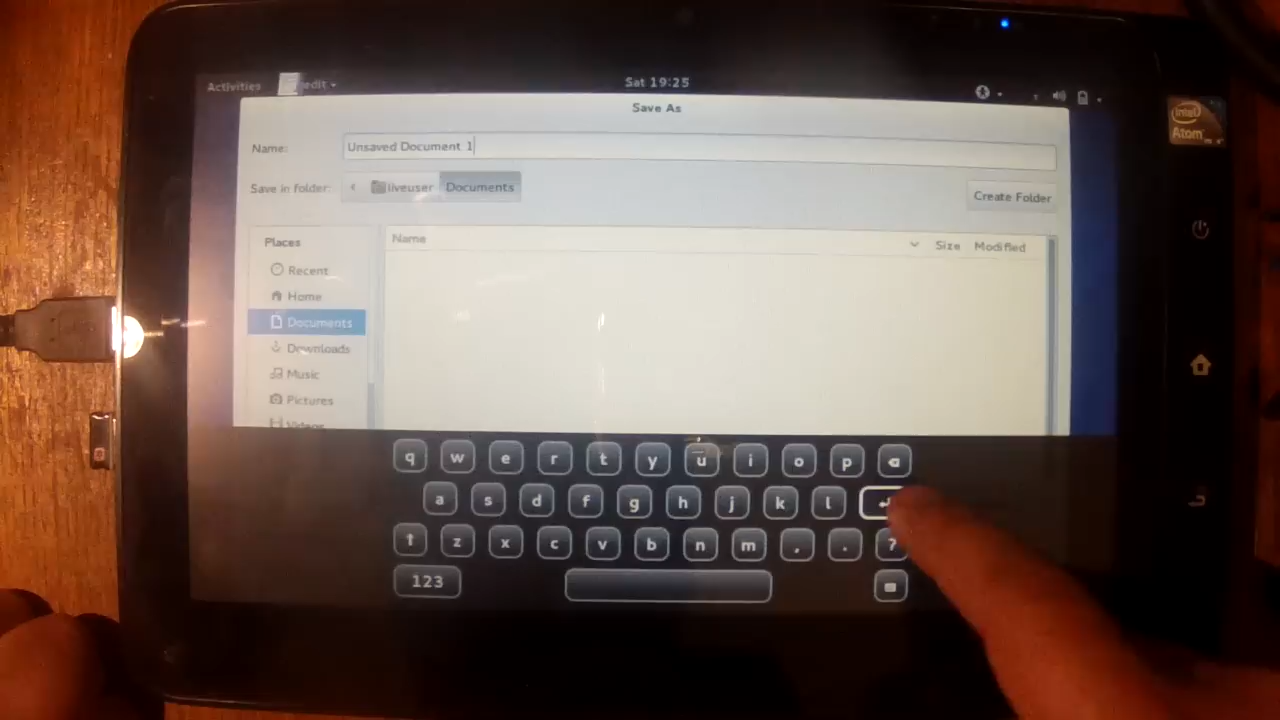 Activities gedit Sat 19:25
Save As
Name: Unsaved Document 1
Save in folder: liveuser Documents
Create Folder
Places Name Size Modified
Recent
Home
Documents
Downloads
Music
Pictures
Videos
q w e r t y u i o p
a s d f g h j k l
z x c v b n m , . ?
123
intel
Atom